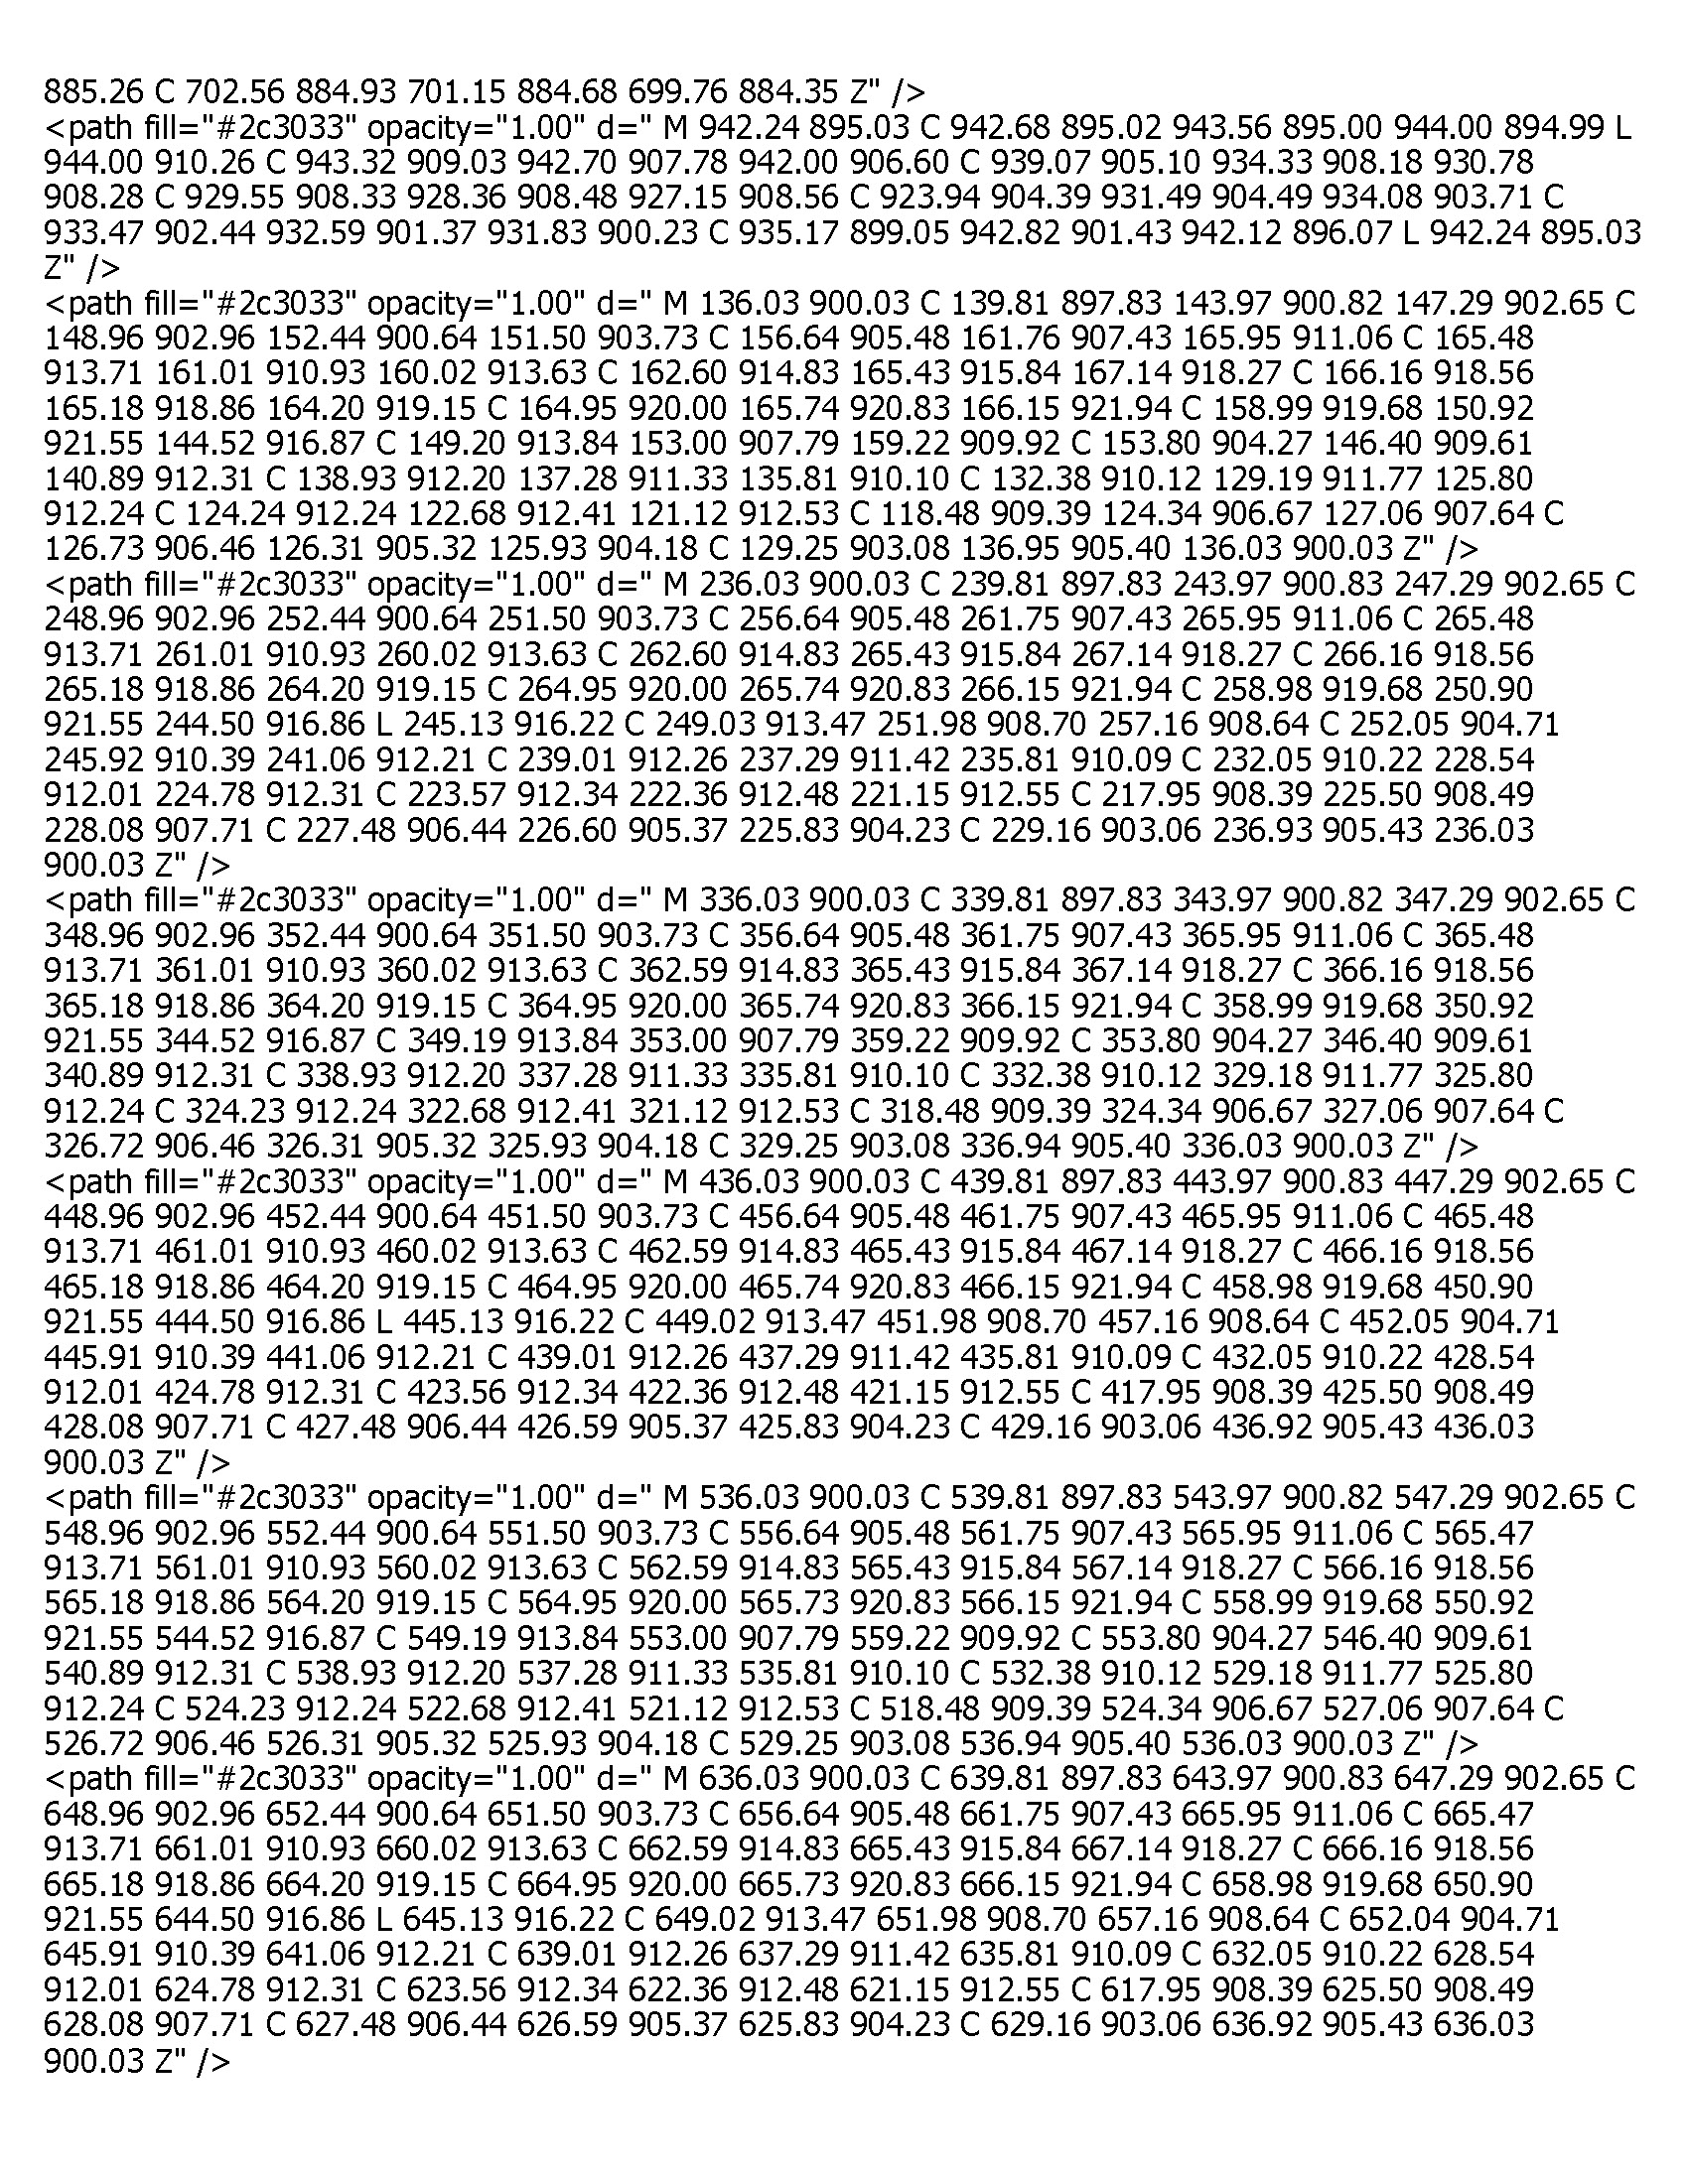 885.26 C 702.56 884.93 701.15 884.68 699.76 884.35 Z" />
<path fill="#2c3033" opacity="1.00" d=" M 942.24 895.03 C 942.68 895.02 943.56 895.00 944.00 894.99 L
944.00 910.26 C 943.32 909.03 942.70 907.78 942.00 906.60 C 939.07 905.10 934.33 908.18 930.78
908.28 C 929.55 908.33 928.36 908.48 927.15 908.56 C 923.94 904.39 931.49 904.49 934.08 903.71 C
933.47 902.44 932.59 901.37 931.83 900.23 C 935.17 899.05 942.82 901.43 942.12 896.07 L 942.24 895.03
Z" />
<path fill="#2c3033" opacity="1.00" d=" M 136.03 900.03 C 139.81 897.83 143.97 900.82 147.29 902.65 C
148.96 902.96 152.44 900.64 151.50 903.73 C 156.64 905.48 161.76 907.43 165.95 911.06 C 165.48
913.71 161.01 910.93 160.02 913.63 C 162.60 914.83 165.43 915.84 167.14 918.27 C 166.16 918.56
165.18 918.86 164.20 919.15 C 164.95 920.00 165.74 920.83 166.15 921.94 C 158.99 919.68 150.92
921.55 144.52 916.87 C 149.20 913.84 153.00 907.79 159.22 909.92 C 153.80 904.27 146.40 909.61
140.89 912.31 C 138.93 912.20 137.28 911.33 135.81 910.10 C 132.38 910.12 129.19 911.77 125.80
912.24 C 124.24 912.24 122.68 912.41 121.12 912.53 C 118.48 909.39 124.34 906.67 127.06 907.64 C
126.73 906.46 126.31 905.32 125.93 904.18 C 129.25 903.08 136.95 905.40 136.03 900.03 Z" />
<path fill="#2c3033" opacity="1.00" d=" M 236.03 900.03 C 239.81 897.83 243.97 900.83 247.29 902.65 C
248.96 902.96 252.44 900.64 251.50 903.73 C 256.64 905.48 261.75 907.43 265.95 911.06 C 265.48
913.71 261.01 910.93 260.02 913.63 C 262.60 914.83 265.43 915.84 267.14 918.27 C 266.16 918.56
265.18 918.86 264.20 919.15 C 264.95 920.00 265.74 920.83 266.15 921.94 C 258.98 919.68 250.90
921.55 244.50 916.86 L 245.13 916.22 C 249.03 913.47 251.98 908.70 257.16 908.64 C 252.05 904.71
245.92 910.39 241.06 912.21 C 239.01 912.26 237.29 911.42 235.81 910.09 C 232.05 910.22 228.54
912.01 224.78 912.31 C 223.57 912.34 222.36 912.48 221.15 912.55 C 217.95 908.39 225.50 908.49
228.08 907.71 C 227.48 906.44 226.60 905.37 225.83 904.23 C 229.16 903.06 236.93 905.43 236.03
900.03 Z" />
<path fill="#2c3033" opacity="1.00" d=" M 336.03 900.03 C 339.81 897.83 343.97 900.82 347.29 902.65 C
348.96 902.96 352.44 900.64 351.50 903.73 C 356.64 905.48 361.75 907.43 365.95 911.06 C 365.48
913.71 361.01 910.93 360.02 913.63 C 362.59 914.83 365.43 915.84 367.14 918.27 C 366.16 918.56
365.18 918.86 364.20 919.15 C 364.95 920.00 365.74 920.83 366.15 921.94 C 358.99 919.68 350.92
921.55 344.52 916.87 C 349.19 913.84 353.00 907.79 359.22 909.92 C 353.80 904.27 346.40 909.61
340.89 912.31 C 338.93 912.20 337.28 911.33 335.81 910.10 C 332.38 910.12 329.18 911.77 325.80
912.24 C 324.23 912.24 322.68 912.41 321.12 912.53 C 318.48 909.39 324.34 906.67 327.06 907.64 C
326.72 906.46 326.31 905.32 325.93 904.18 C 329.25 903.08 336.94 905.40 336.03 900.03 Z" />
<path fill="#2c3033" opacity="1.00" d=" M 436.03 900.03 C 439.81 897.83 443.97 900.83 447.29 902.65 C
448.96 902.96 452.44 900.64 451.50 903.73 C 456.64 905.48 461.75 907.43 465.95 911.06 C 465.48
913.71 461.01 910.93 460.02 913.63 C 462.59 914.83 465.43 915.84 467.14 918.27 C 466.16 918.56
465.18 918.86 464.20 919.15 C 464.95 920.00 465.74 920.83 466.15 921.94 C 458.98 919.68 450.90
921.55 444.50 916.86 L 445.13 916.22 C 449.02 913.47 451.98 908.70 457.16 908.64 C 452.05 904.71
445.91 910.39 441.06 912.21 C 439.01 912.26 437.29 911.42 435.81 910.09 C 432.05 910.22 428.54
912.01 424.78 912.31 C 423.56 912.34 422.36 912.48 421.15 912.55 C 417.95 908.39 425.50 908.49
428.08 907.71 C 427.48 906.44 426.59 905.37 425.83 904.23 C 429.16 903.06 436.92 905.43 436.03
900.03 Z" />
<path fill="#2c3033" opacity="1.00" d=" M 536.03 900.03 C 539.81 897.83 543.97 900.82 547.29 902.65 C
548.96 902.96 552.44 900.64 551.50 903.73 C 556.64 905.48 561.75 907.43 565.95 911.06 C 565.47
913.71 561.01 910.93 560.02 913.63 C 562.59 914.83 565.43 915.84 567.14 918.27 C 566.16 918.56
565.18 918.86 564.20 919.15 C 564.95 920.00 565.73 920.83 566.15 921.94 C 558.99 919.68 550.92
921.55 544.52 916.87 C 549.19 913.84 553.00 907.79 559.22 909.92 C 553.80 904.27 546.40 909.61
540.89 912.31 C 538.93 912.20 537.28 911.33 535.81 910.10 C 532.38 910.12 529.18 911.77 525.80
912.24 C 524.23 912.24 522.68 912.41 521.12 912.53 C 518.48 909.39 524.34 906.67 527.06 907.64 C
526.72 906.46 526.31 905.32 525.93 904.18 C 529.25 903.08 536.94 905.40 536.03 900.03 Z" />
<path fill="#2c3033" opacity="1.00" d=" M 636.03 900.03 C 639.81 897.83 643.97 900.83 647.29 902.65 C
648.96 902.96 652.44 900.64 651.50 903.73 C 656.64 905.48 661.75 907.43 665.95 911.06 C 665.47
913.71 661.01 910.93 660.02 913.63 C 662.59 914.83 665.43 915.84 667.14 918.27 C 666.16 918.56
665.18 918.86 664.20 919.15 C 664.95 920.00 665.73 920.83 666.15 921.94 C 658.98 919.68 650.90
921.55 644.50 916.86 L 645.13 916.22 C 649.02 913.47 651.98 908.70 657.16 908.64 C 652.04 904.71
645.91 910.39 641.06 912.21 C 639.01 912.26 637.29 911.42 635.81 910.09 C 632.05 910.22 628.54
912.01 624.78 912.31 C 623.56 912.34 622.36 912.48 621.15 912.55 C 617.95 908.39 625.50 908.49
628.08 907.71 C 627.48 906.44 626.59 905.37 625.83 904.23 C 629.16 903.06 636.92 905.43 636.03
900.03 Z" />